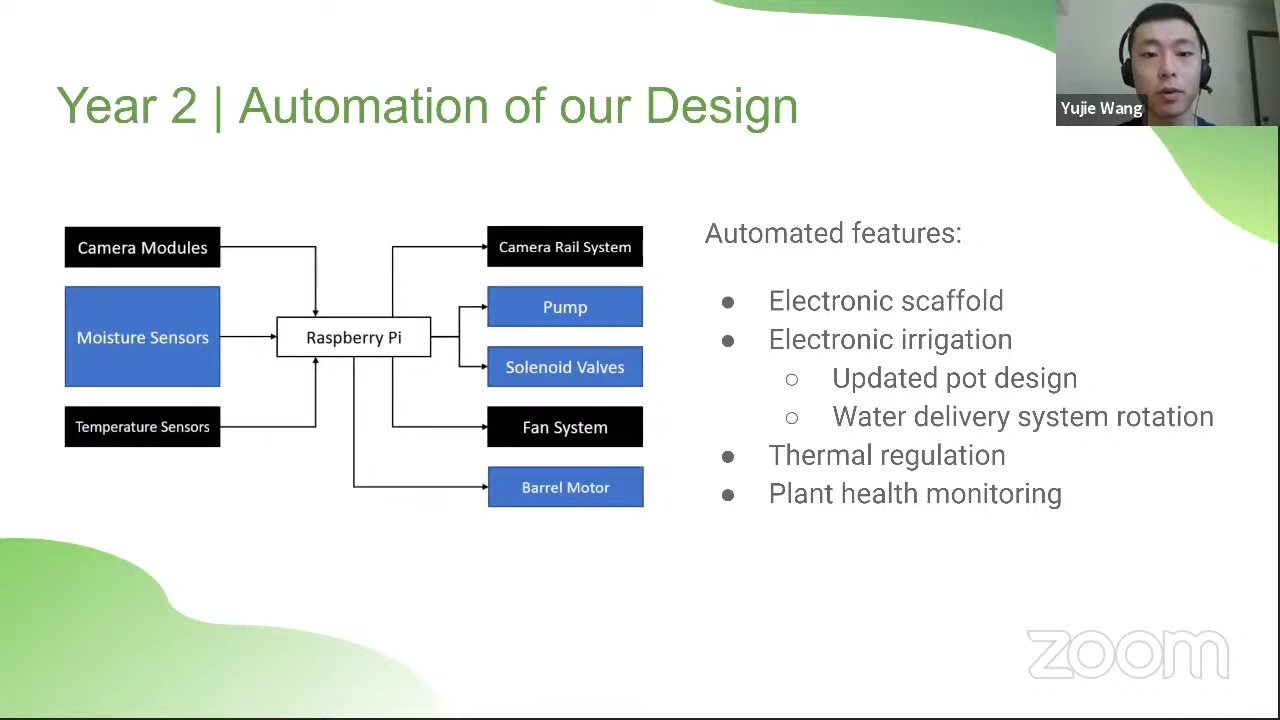 Year 2 | Automation of our Design
Yujie Wang
Camera Modules
Moisture Sensors
Temperature Sensors
Raspberry Pi
Camera Rail System
Pump
Solenoid Valves
Fan System
Barrel Motor
Automated features:
● Electronic scaffold
● Electronic irrigation
○ Updated pot design
○ Water delivery system rotation
● Thermal regulation
● Plant health monitoring
zoom